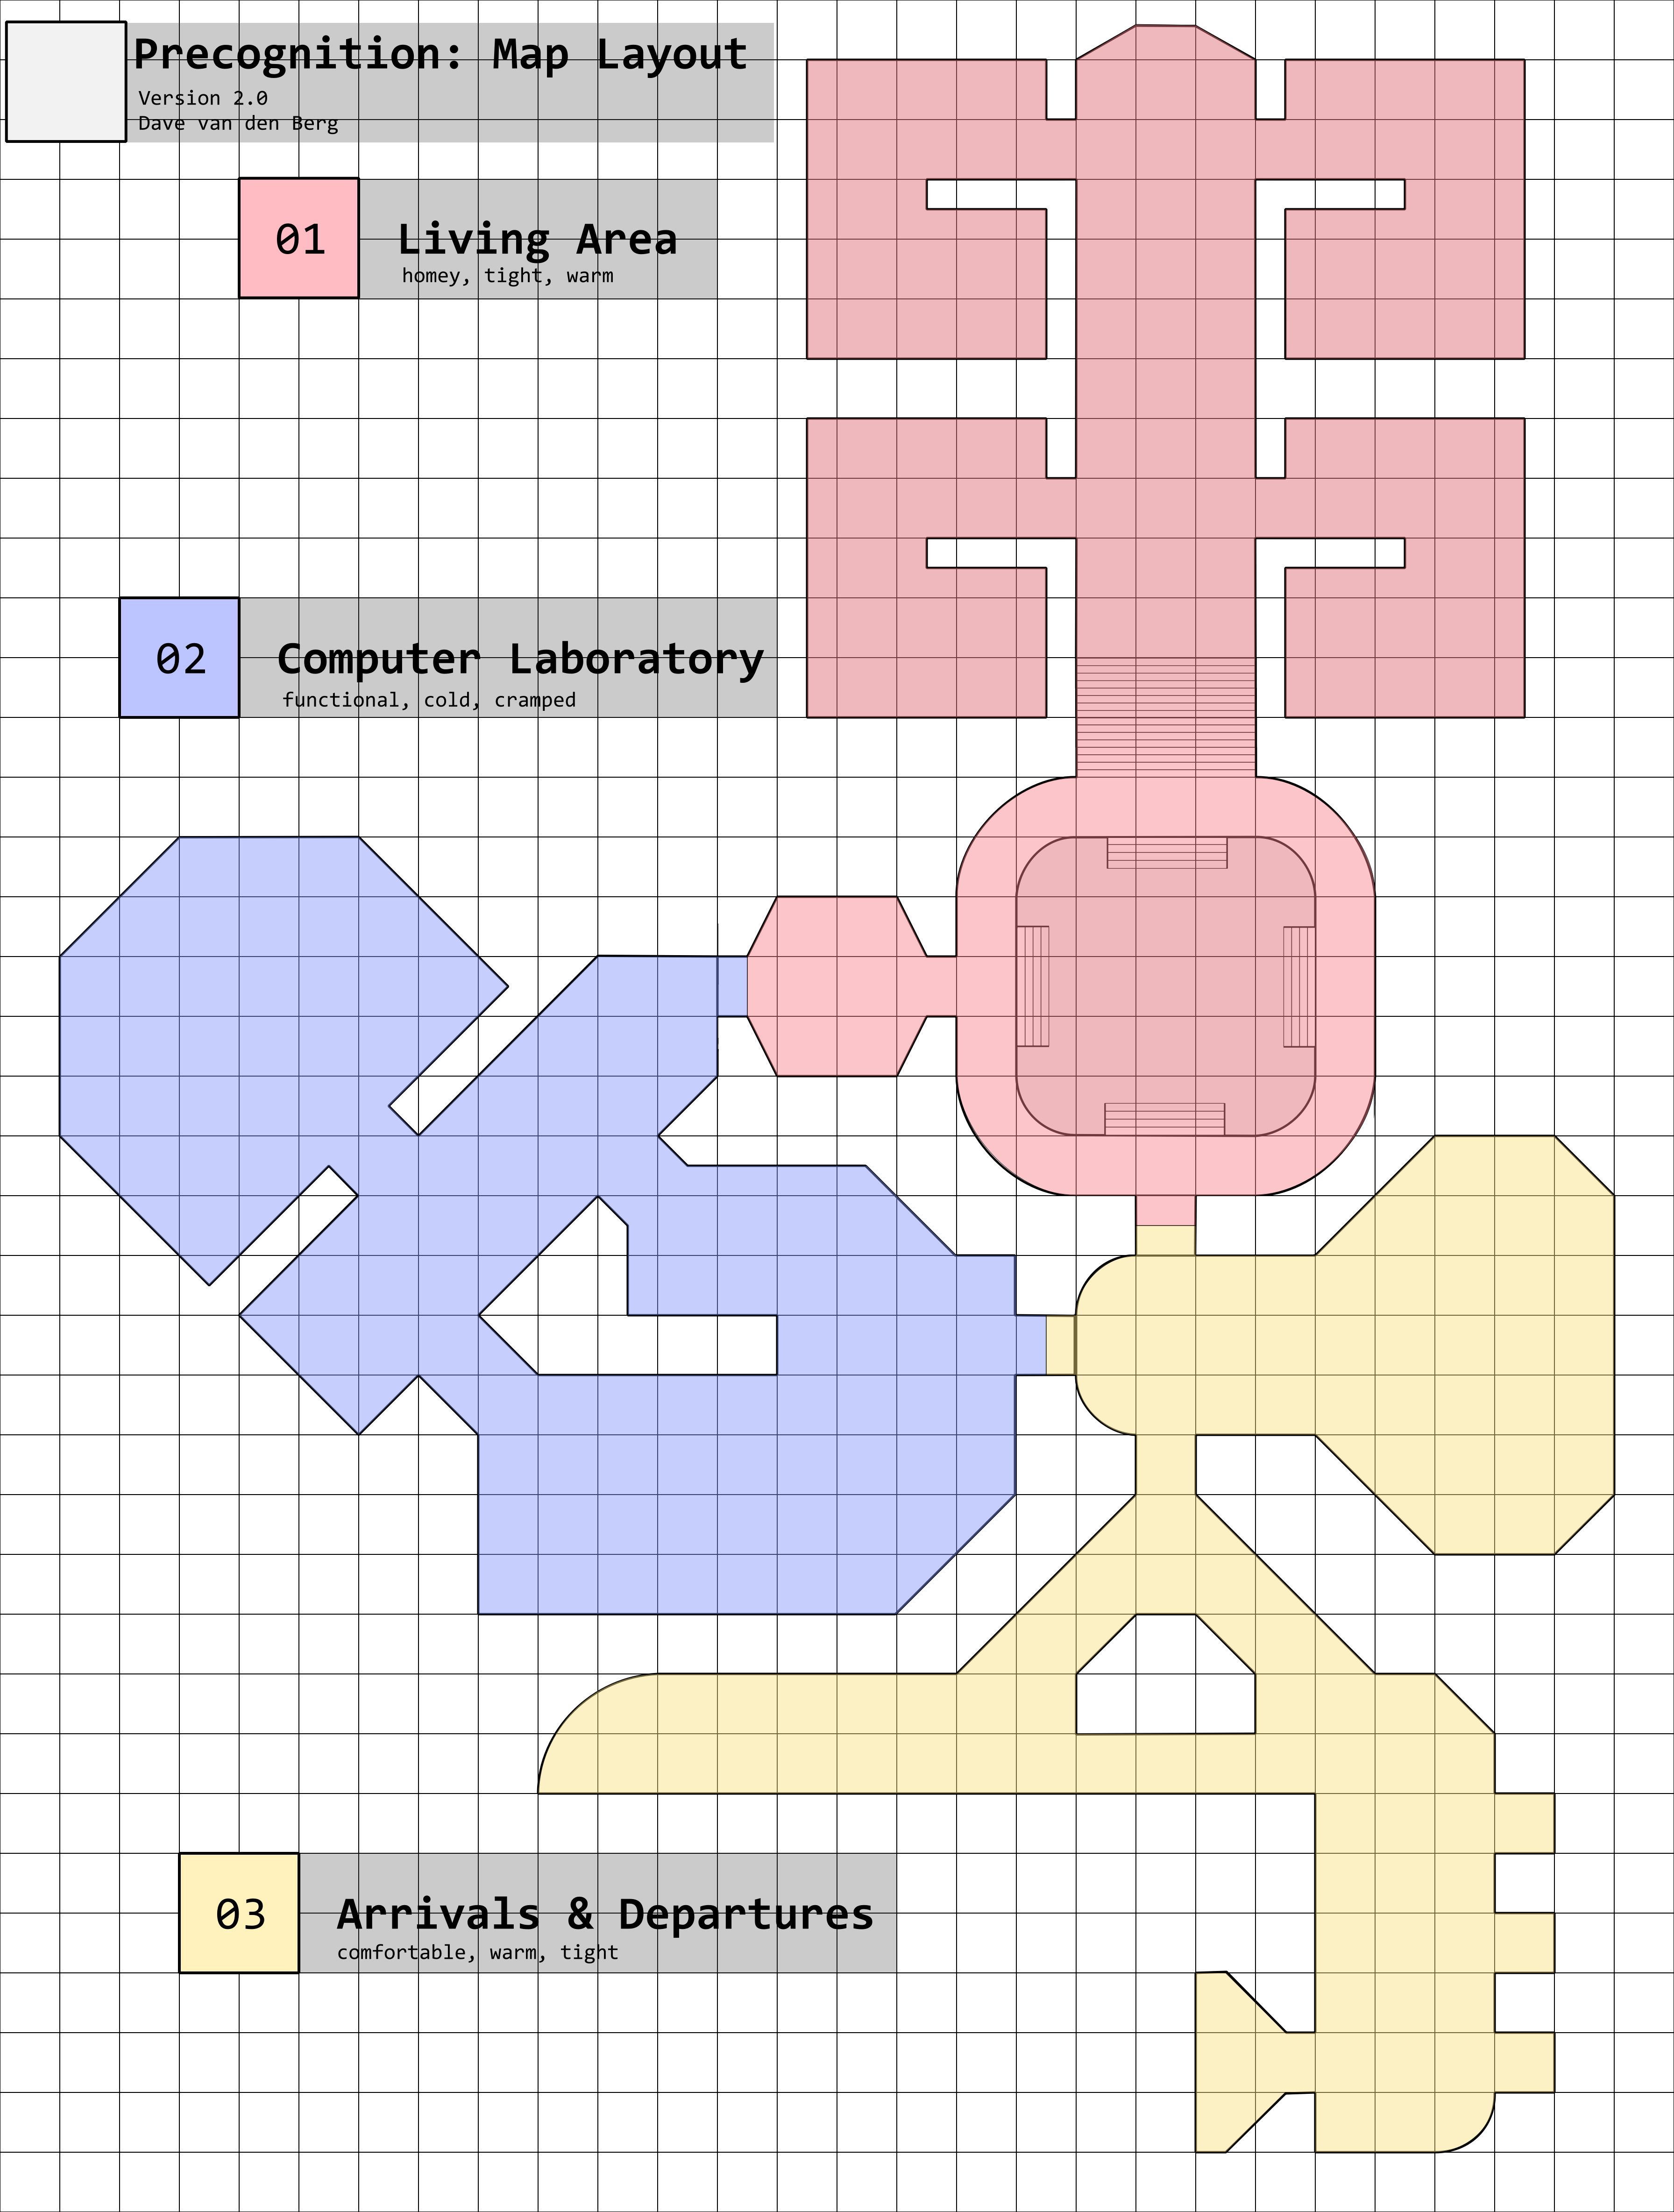 Precognition: Map Layout
Version 2.0
Dave van den Berg
01
Living Area
homey, tight, warm
02
Computer Laboratory
functional, cold, cramped
03
Arrivals & Departures
comfortable, warm, tight